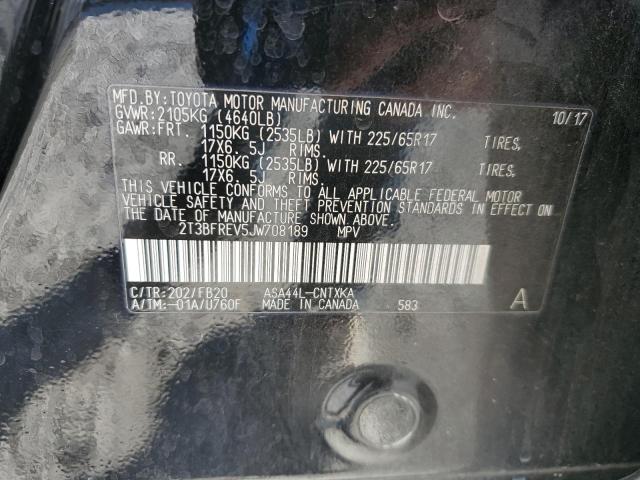 MFD.BY:TOYOTA MOTOR MANUFACTURING CANADA INC. 10/17
GVWR:2105KG (4640LB)
GAWR:FRT. 1150KG (2535LB) WITH 225/65R17 TIRES,
17X6. 5J RIMS
RR. 1150KG (2535LB) WITH 225/65R17 TIRES,
17X6. 5J RIMS
THIS VEHICLE CONFORMS TO ALL APPLICABLE FEDERAL MOTOR
VEHICLE SAFETY AND THEFT PREVENTION STANDARDS IN EFFECT ON
THE DATE OF MANUFACTURE SHOWN ABOVE.
2T3BFREV5JW708189 MPV
C/TR:202/FB20 ASA44L-CNTXKA
A/TM:-01A/U760F MADE IN CANADA 583 A